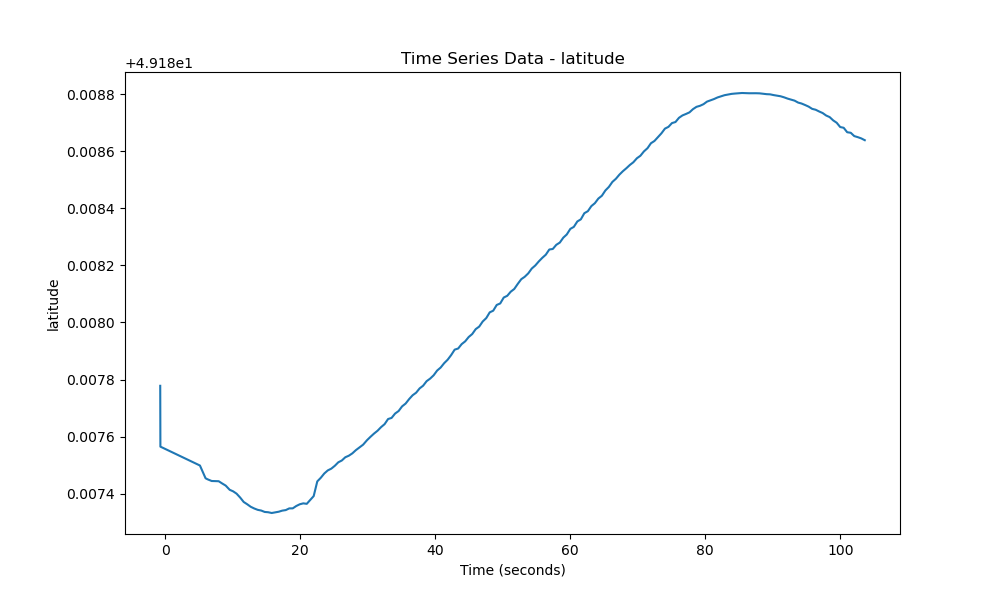 Time Series Data - latitude
+4.918e1
0.0088
0.0086
0.0084
0.0082
0.0080
0.0078
0.0076
0.0074
latitude
0 20 40 60 80 100
Time (seconds)